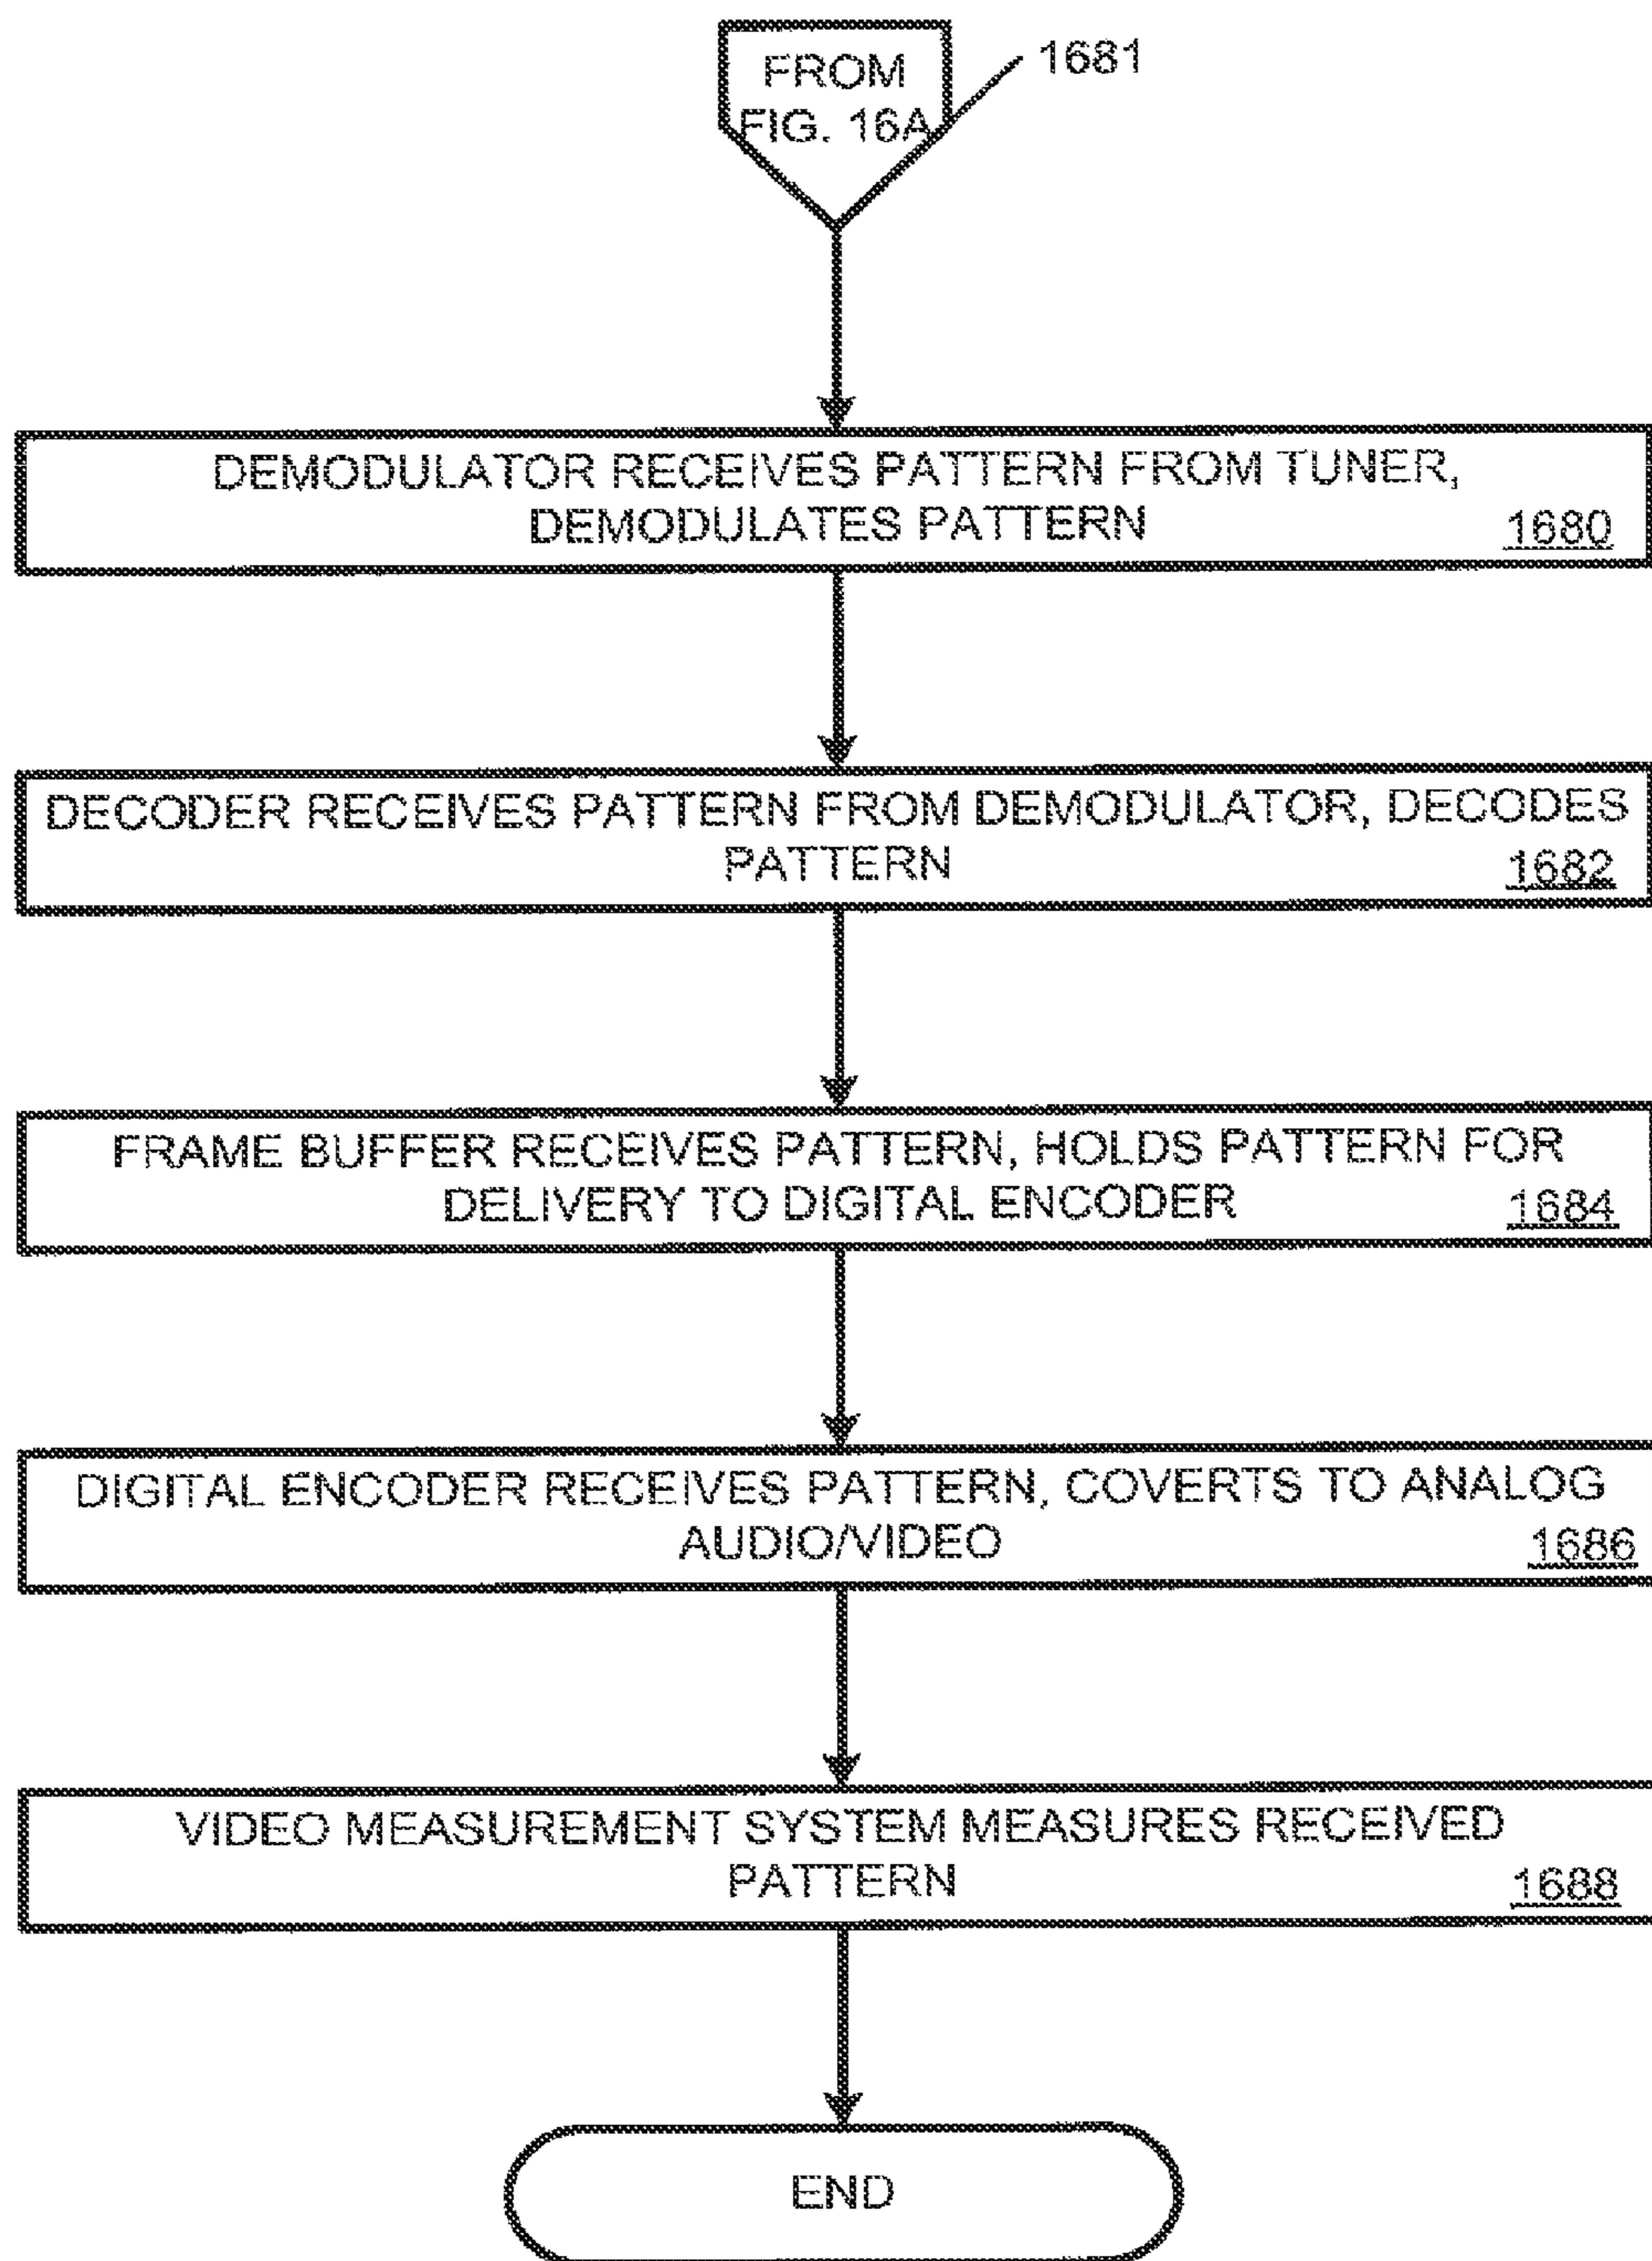 FROM
FIG. 16A
1681
DEMODULATOR RECEIVES PATTERN FROM TUNER,
DEMODULATES PATTERN
1680
DECODER RECEIVES PATTERN FROM DEMODULATOR, DECODES
PATTERN
1682
FRAME BUFFER RECEIVES PATTERN, HOLDS PATTERN FOR
DELIVERY TO DIGITAL ENCODER
1684
DIGITAL ENCODER RECEIVES PATTERN, COVERTS TO ANALOG
AUDIO/VIDEO
1686
VIDEO MEASUREMENT SYSTEM MEASURES RECEIVED
PATTERN
1688
END